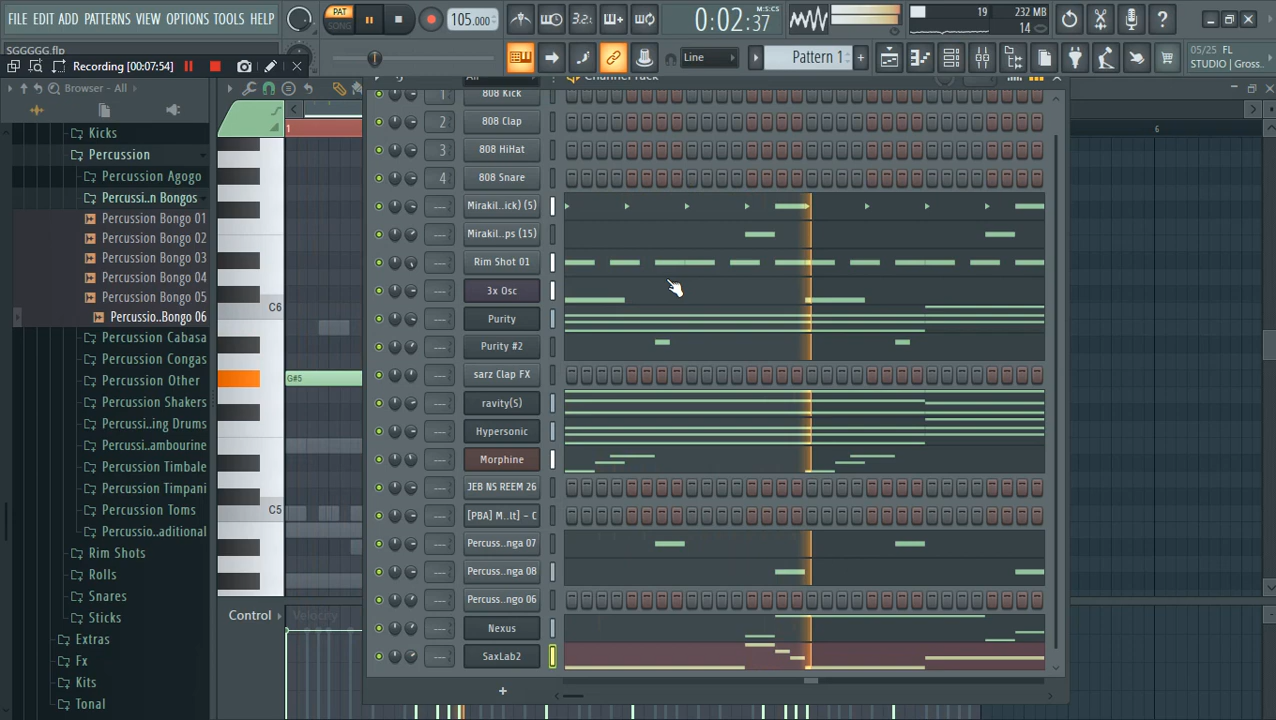 FILE EDIT ADD PATTERNS VIEW OPTIONS TOOLS HELP
PAT
SONG
105.000
3.2
0:02:37
19
232 MB
14
SGGGGG.flp
Recording [00:07:54]
Line
Pattern 1
05/25 FL
STUDIO | Gross..
Browser - All
Channel rack
All
1
6
Kicks
Percussion
Percussion Agogo
Percussi..n Bongos
Percussion Bongo 01
Percussion Bongo 02
Percussion Bongo 03
Percussion Bongo 04
Percussion Bongo 05
Percussio..Bongo 06
Percussion Cabasa
Percussion Congas
Percussion Other
Percussion Shakers
Percussi..ing Drums
Percussi..ambourine
Percussion Timbale
Percussion Timpani
Percussion Toms
Percussio..aditional
Rim Shots
Rolls
Snares
Sticks
Extras
Fx
Kits
Tonal
C6
G#5
C5
Control
Velocity
1
808 Kick
2
808 Clap
3
808 HiHat
4
808 Snare
Mirakil..ick) (5)
Mirakil..ps (15)
Rim Shot 01
3x Osc
Purity
Purity #2
sarz Clap FX
ravity(S)
Hypersonic
Morphine
JEB NS REEM 26
[PBA] M..lt] – C
Percuss..nga 07
Percuss..nga 08
Percuss..ngo 06
Nexus
SaxLab2
+